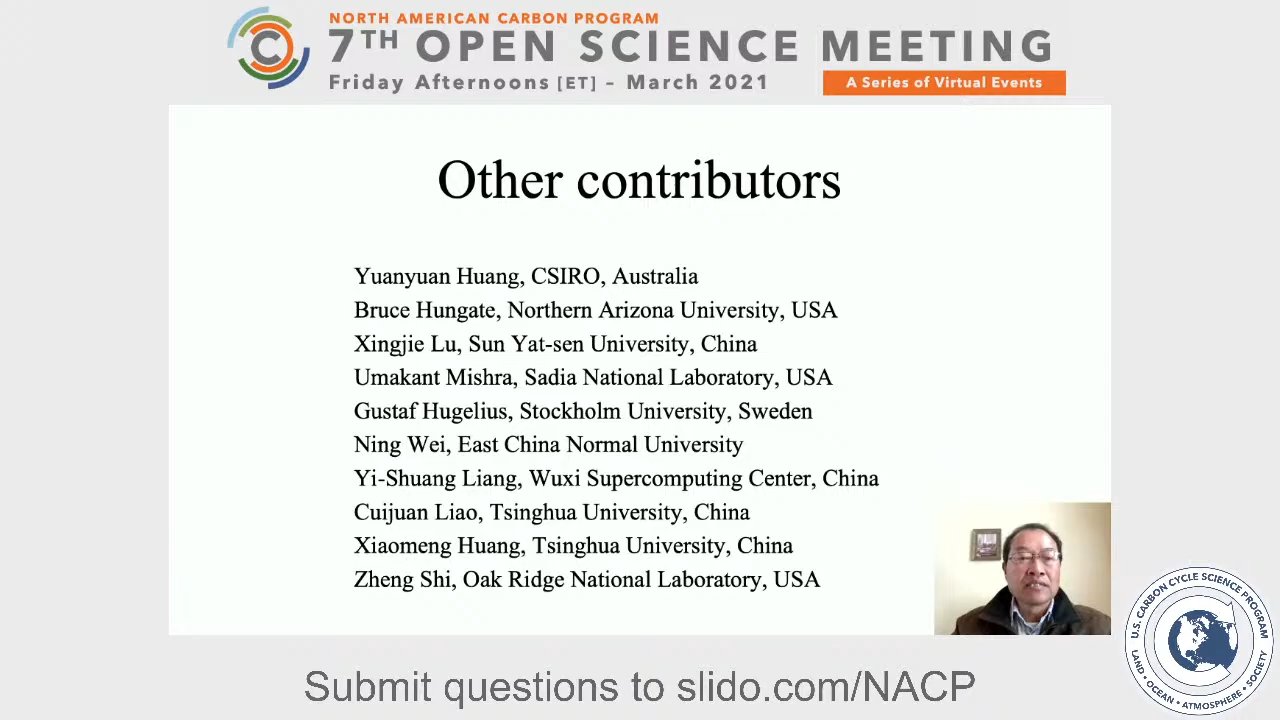 NORTH AMERICAN CARBON PROGRAM
7TH OPEN SCIENCE MEETING
Friday Afternoons [ET] – March 2021
A Series of Virtual Events
Other contributors
Yuanyuan Huang, CSIRO, Australia
Bruce Hungate, Northern Arizona University, USA
Xingjie Lu, Sun Yat-sen University, China
Umakant Mishra, Sadia National Laboratory, USA
Gustaf Hugelius, Stockholm University, Sweden
Ning Wei, East China Normal University
Yi-Shuang Liang, Wuxi Supercomputing Center, China
Cuijuan Liao, Tsinghua University, China
Xiaomeng Huang, Tsinghua University, China
Zheng Shi, Oak Ridge National Laboratory, USA
U.S. CARBON CYCLE SCIENCE PROGRAM
LAND • OCEAN • ATMOSPHERE • SOCIETY
Submit questions to slido.com/NACP